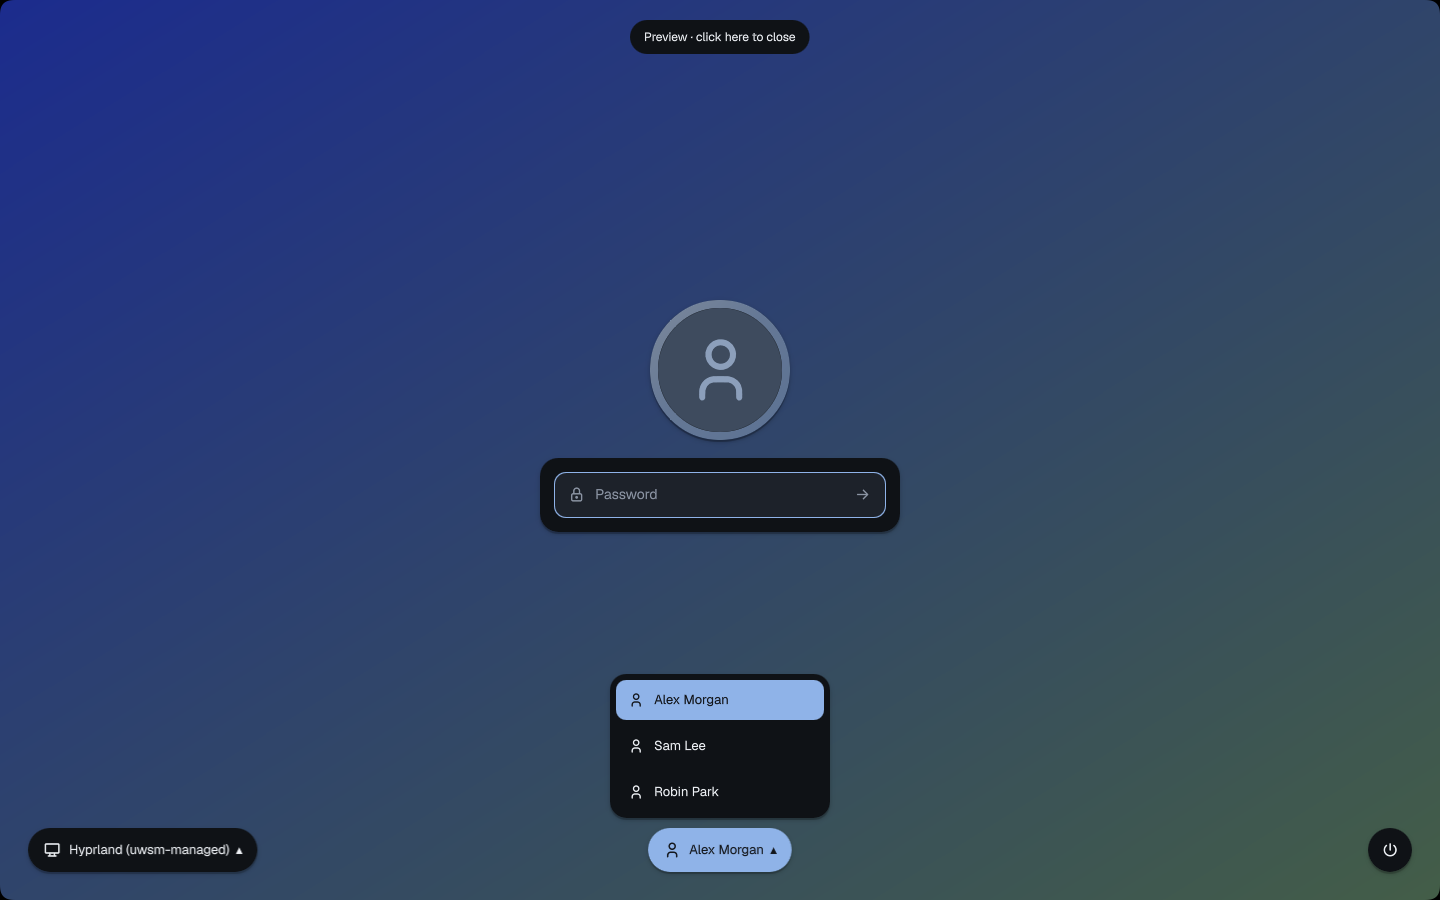 Preview · click here to close
Password
Alex Morgan
Sam Lee
Robin Park
Hyprland (uwsm-managed) ▴
Alex Morgan ▴